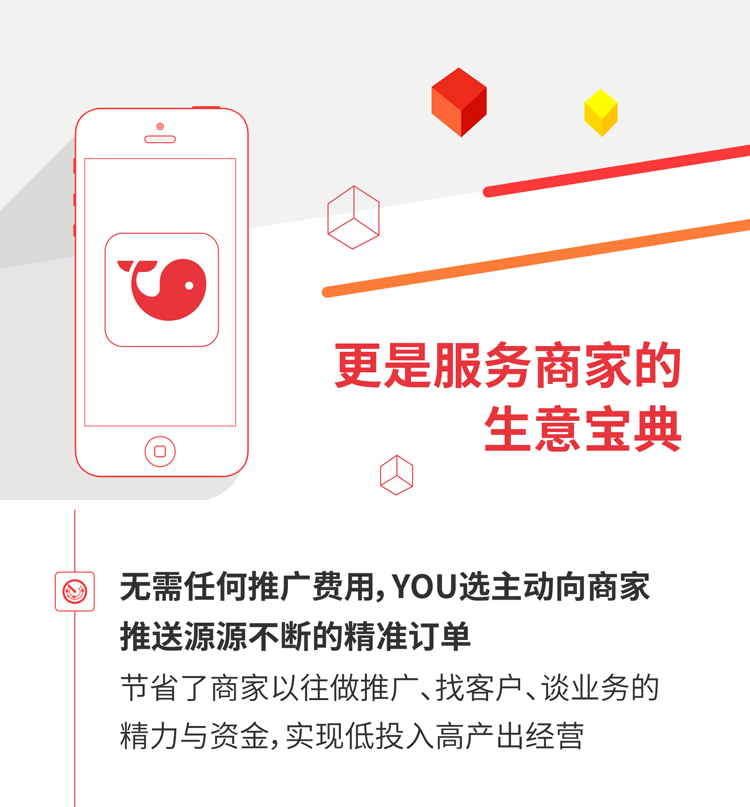 更是服务商家的
生意宝典
无需任何推广费用，YOU选主动向商家
推送源源不断的精准订单
节省了商家以往做推广、找客户、谈业务的
精力与资金，实现低投入高产出经营